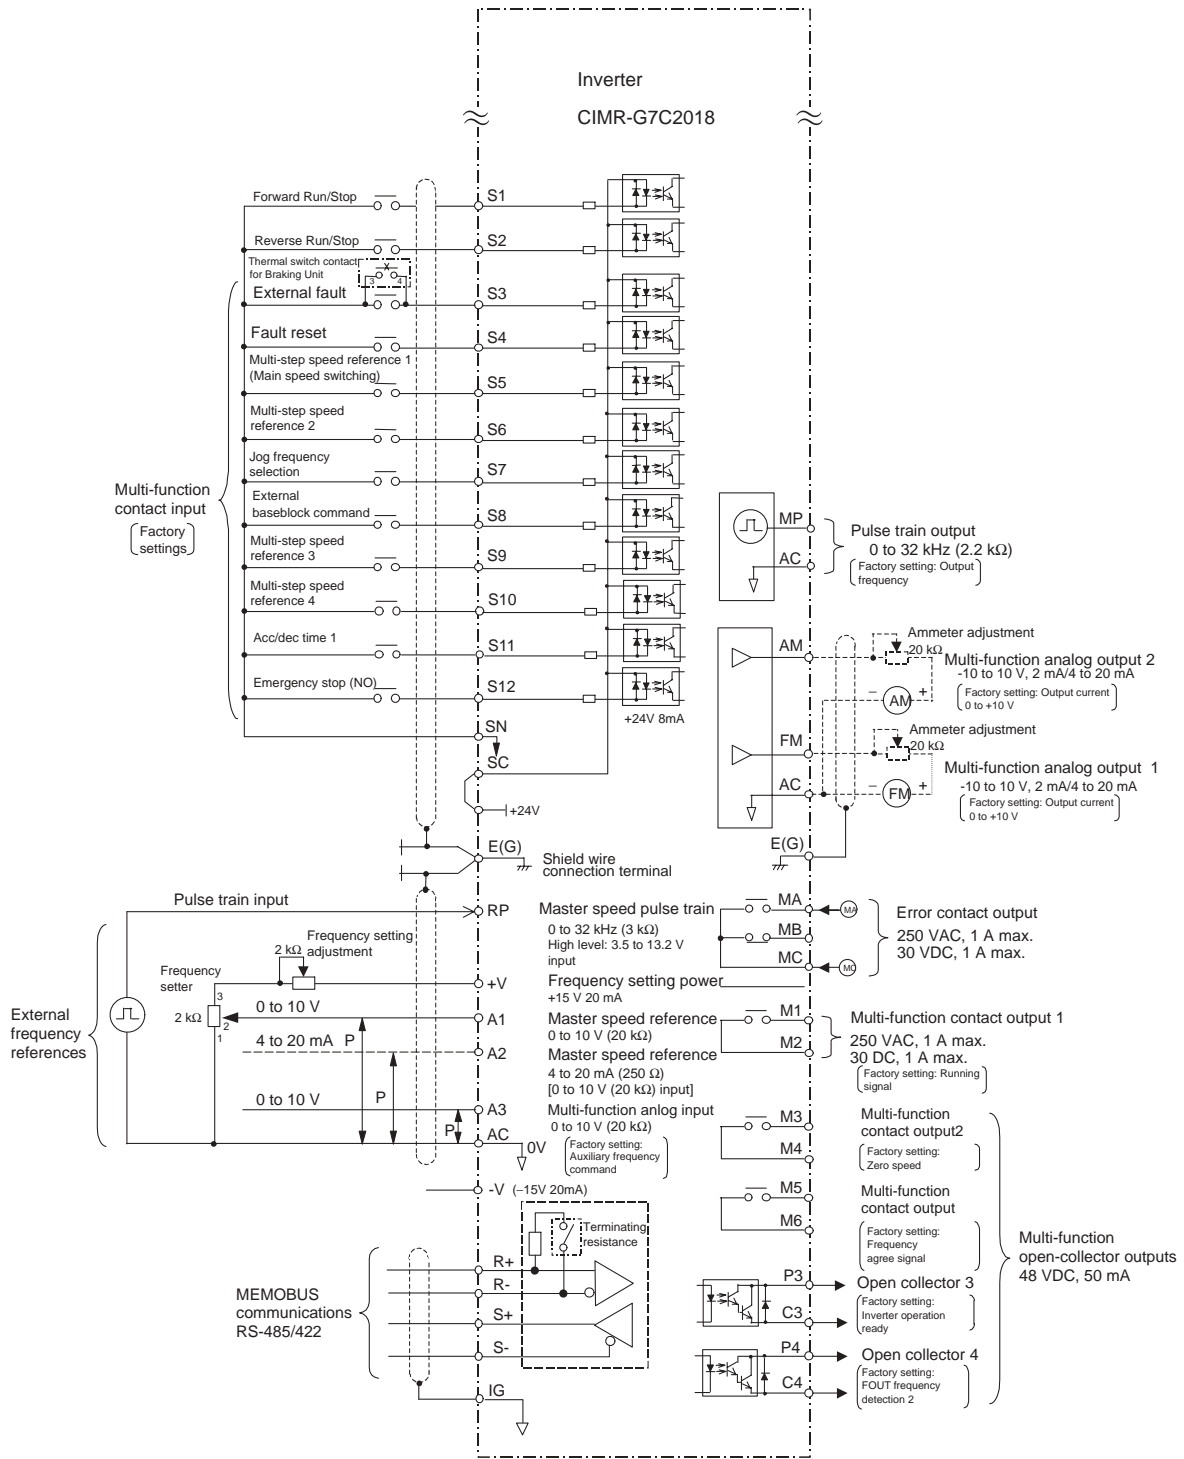 Inverter
CIMR-G7C2018
Forward Run/Stop
S1
Reverse Run/Stop
S2
Thermal switch contact
for Braking Unit
3 4
External fault
S3
Fault reset
S4
Multi-step speed reference 1
(Main speed switching)
S5
Multi-step speed
reference 2
S6
Jog frequency
selection
S7
External
baseblock command
S8
Multi-step speed
reference 3
S9
Multi-step speed
reference 4
S10
Acc/dec time 1
S11
Emergency stop (NO)
S12
+24V 8mA
Multi-function
contact input
Factory
settings
SN
SC
+24V
E(G)
Shield wire
connection terminal
MP
AC
Pulse train output
0 to 32 kHz (2.2 kΩ)
Factory setting: Output
frequency
AM
Ammeter adjustment
20 kΩ
Multi-function analog output 2
-10 to 10 V, 2 mA/4 to 20 mA
− AM +
Factory setting: Output current
0 to +10 V
FM
Ammeter adjustment
20 kΩ
Multi-function analog output 1
-10 to 10 V, 2 mA/4 to 20 mA
AC
− FM +
Factory setting: Output current
0 to +10 V
E(G)
Pulse train input
RP
Master speed pulse train
0 to 32 kHz (3 kΩ)
High level: 3.5 to 13.2 V
input
Frequency setting
adjustment
2 kΩ
Frequency
setter
+V
Frequency setting power
+15 V 20 mA
3
2 kΩ
2
1
0 to 10 V
A1
Master speed reference
0 to 10 V (20 kΩ)
4 to 20 mA
P
A2
Master speed reference
4 to 20 mA (250 Ω)
[0 to 10 V (20 kΩ) input]
P
0 to 10 V
P
A3
Multi-function anlog input
0 to 10 V (20 kΩ)
Factory setting:
Auxiliary frequency
command
AC
0V
External
frequency
references
-V (−15V 20mA)
Terminating
resistance
MEMOBUS
communications
RS-485/422
R+
R-
S+
S-
IG
MA
MA
MB
MC
MC
Error contact output
250 VAC, 1 A max.
30 VDC, 1 A max.
M1
M2
Multi-function contact output 1
250 VAC, 1 A max.
30 DC, 1 A max.
Factory setting: Running
signal
M3
M4
Multi-function
contact output2
Factory setting:
Zero speed
M5
M6
Multi-function
contact output
Factory setting:
Frequency
agree signal
Multi-function
open-collector outputs
48 VDC, 50 mA
P3
C3
Open collector 3
Factory setting:
Inverter operation
ready
P4
C4
Open collector 4
Factory setting:
FOUT frequency
detection 2